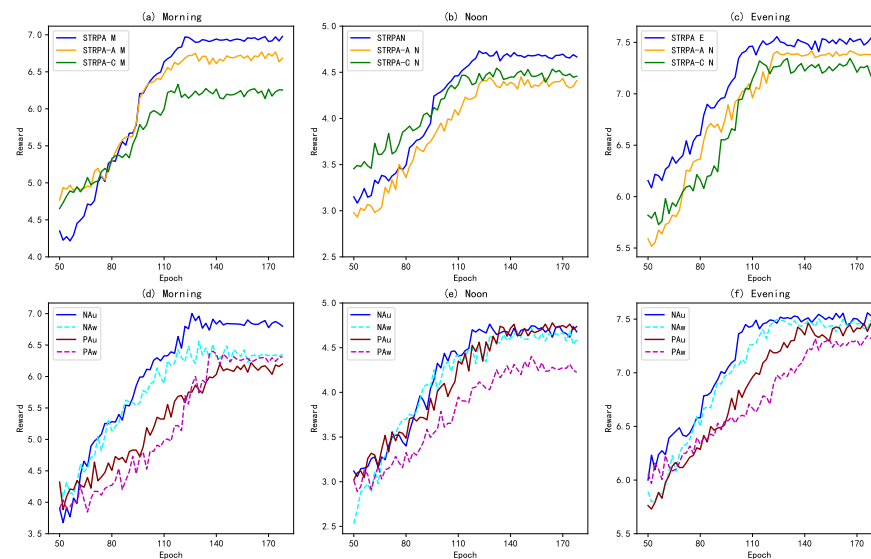 (a) Morning
7.0
6.5
6.0
5.5
5.0
4.5
4.0
Reward
STRPA M
STRPA-A M
STRPA-C M
50 80 110 140 170
Epoch
(b) Noon
5.0
4.5
4.0
3.5
3.0
2.5
Reward
STRPAN
STRPA-A N
STRPA-C N
50 80 110 140 170
Epoch
(c) Evening
7.5
7.0
6.5
6.0
5.5
Reward
STRPA E
STRPA-A N
STRPA-C N
50 80 110 140 170
Epoch
(d) Morning
7.0
6.5
6.0
5.5
5.0
4.5
4.0
3.5
Reward
NAu
NAw
PAu
PAw
50 80 110 140 170
Epoch
(e) Noon
5.0
4.5
4.0
3.5
3.0
2.5
Reward
NAu
NAw
PAu
PAw
50 80 110 140 170
Epoch
(f) Evening
7.5
7.0
6.5
6.0
5.5
Reward
NAu
NAw
PAu
PAw
50 80 110 140 170
Epoch